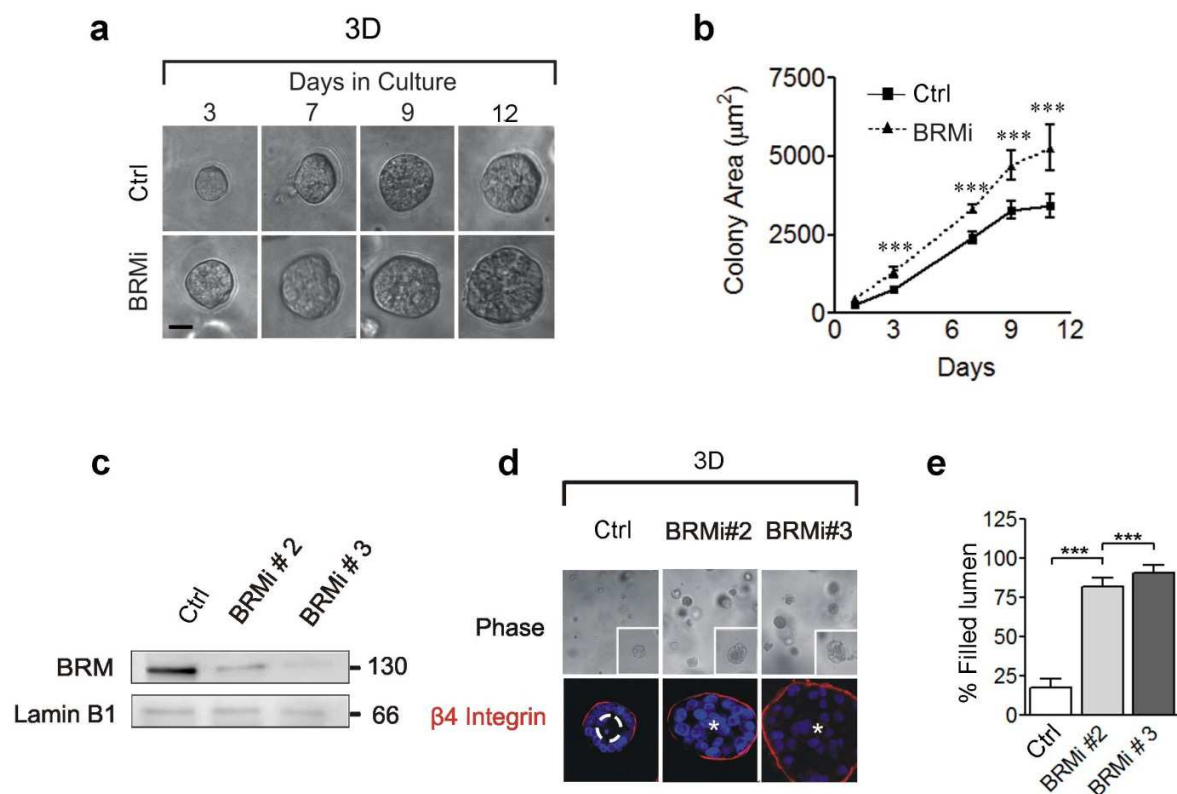 a
3D
Days in Culture
3 7 9 12
Ctrl
BRMi
b
7500
5000
2500
0
Colony Area (μm²)
Ctrl
BRMi
*** *** *** ***
0 3 6 9 12
Days
c
Ctrl BRMi # 2 BRMi # 3
BRM 130
Lamin B1 66
d
3D
Ctrl BRMi#2 BRMi#3
Phase
β4 Integrin
* *
e
125
100
75
50
25
0
% Filled lumen
*** ***
Ctrl BRMi #2 BRMi # 3